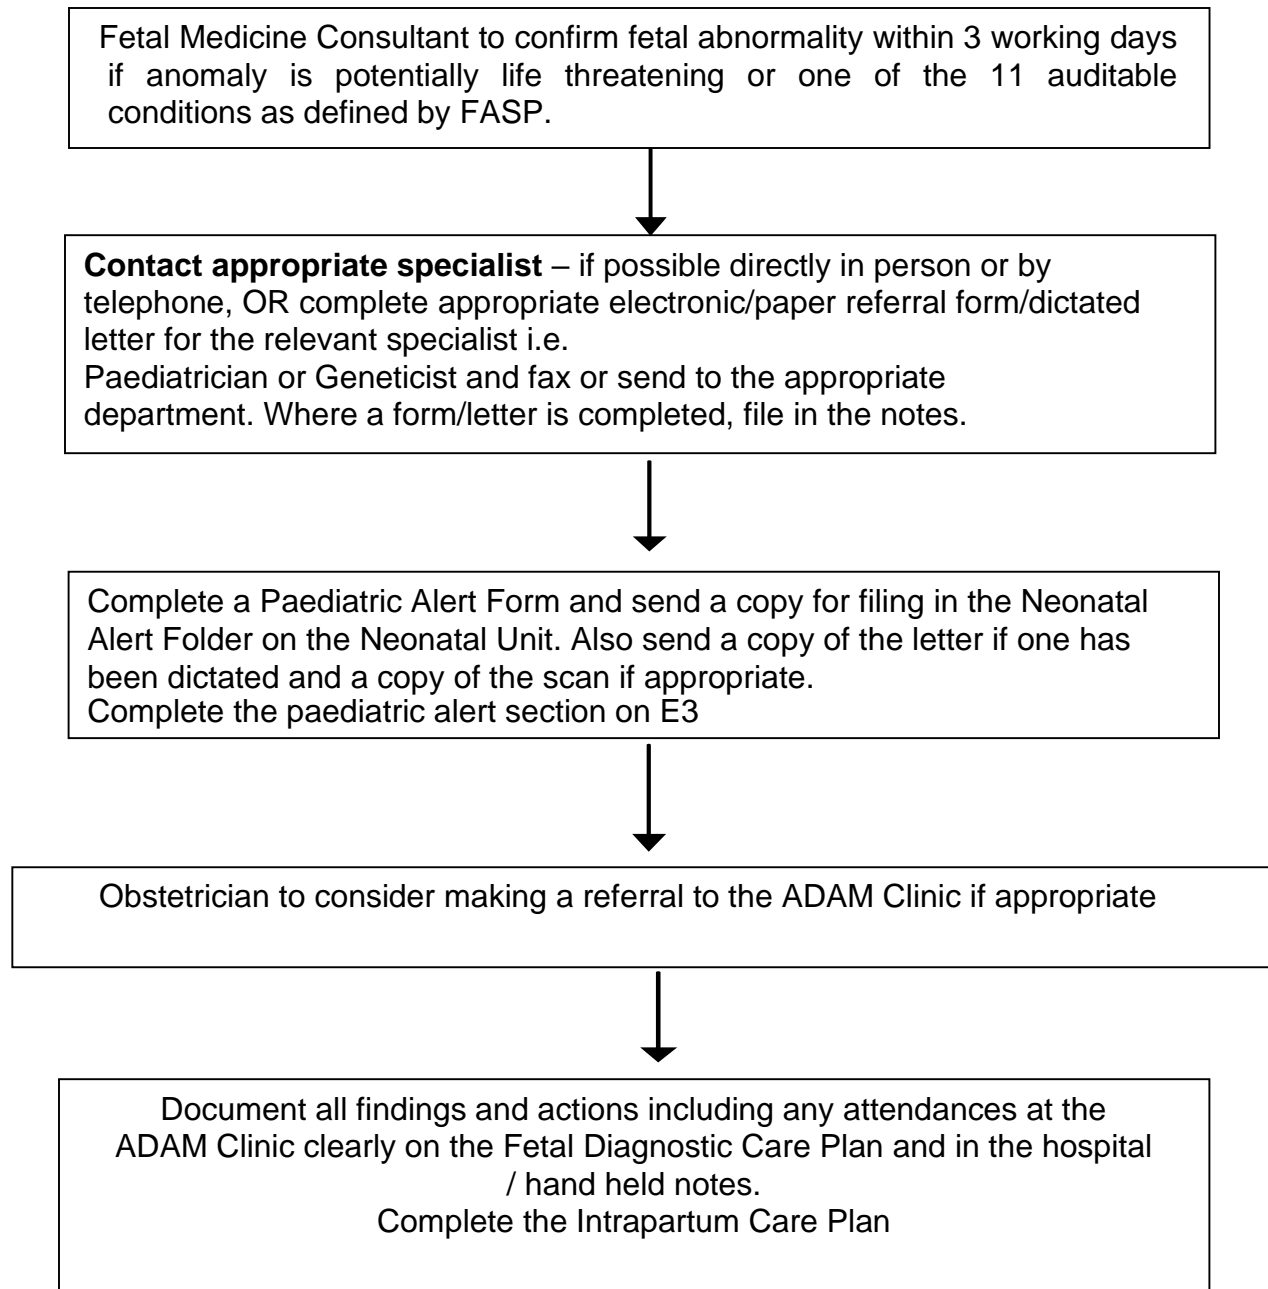 Fetal Medicine Consultant to confirm fetal abnormality within 3 working days
if anomaly is potentially life threatening or one of the 11 auditable
conditions as defined by FASP.
Contact appropriate specialist – if possible directly in person or by
telephone, OR complete appropriate electronic/paper referral form/dictated
letter for the relevant specialist i.e.
Paediatrician or Geneticist and fax or send to the appropriate
department. Where a form/letter is completed, file in the notes.
Complete a Paediatric Alert Form and send a copy for filing in the Neonatal
Alert Folder on the Neonatal Unit. Also send a copy of the letter if one has
been dictated and a copy of the scan if appropriate.
Complete the paediatric alert section on E3
Obstetrician to consider making a referral to the ADAM Clinic if appropriate
Document all findings and actions including any attendances at the
ADAM Clinic clearly on the Fetal Diagnostic Care Plan and in the hospital
/ hand held notes.
Complete the Intrapartum Care Plan